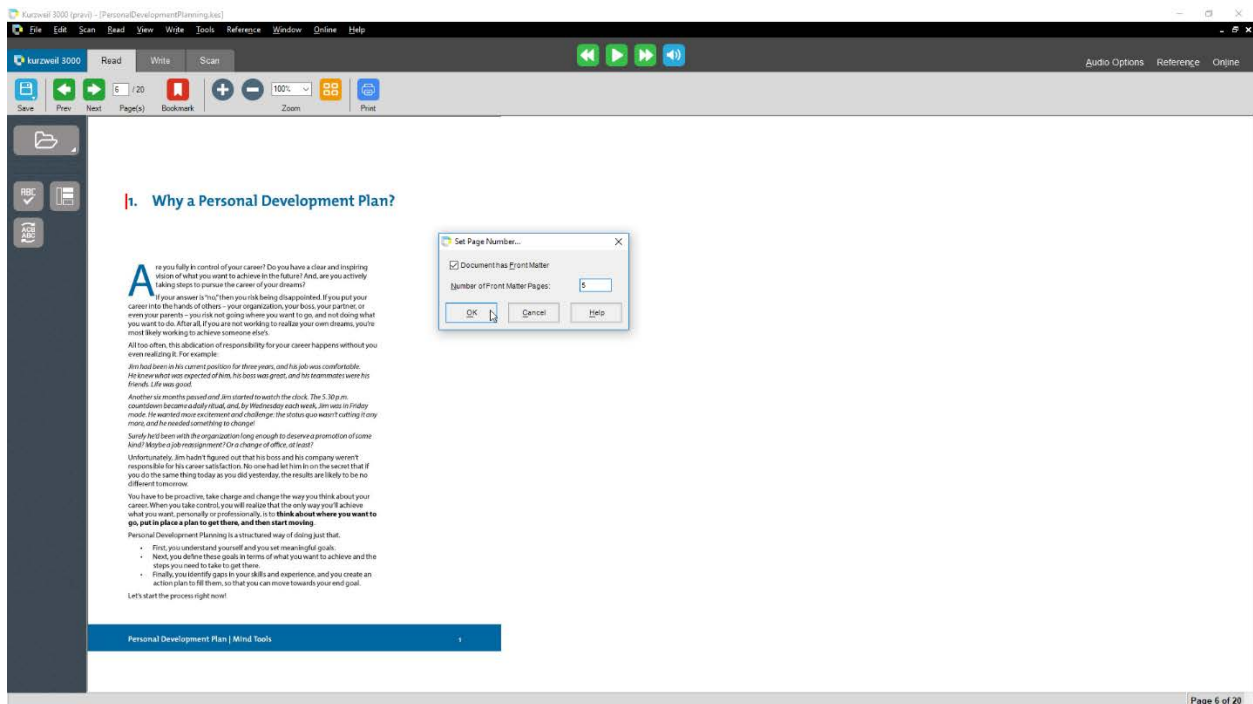 Kurzweil 3000 (pravi) - [PersonalDevelopmentPlanning.kes]
File Edit Scan Read View Write Tools Reference Window Online Help
kurzweil 3000 Read Write Scan Audio Options Reference Online
6 / 20 100%
Save Prev Next Page(s) Bookmark Zoom Print
RBC
ACB
ABC
1. Why a Personal Development Plan?
Set Page Number...
Document has Front Matter
Number of Front Matter Pages: 5
OK Cancel Help
Are you fully in control of your career? Do you have a clear and inspiring
vision of what you want to achieve in the future? And, are you actively
taking steps to pursue the career of your dreams?
If your answer is "no," then you risk being disappointed. If you put your
career into the hands of others – your organization, your boss, your partner, or
even your parents – you risk not going where you want to go, and not doing what
you want to do. After all, if you are not working to realize your own dreams, you're
most likely working to achieve someone else's.
All too often, this abdication of responsibility for your career happens without you
even realizing it. For example:
Jim had been in his current position for three years, and his job was comfortable.
He knew what was expected of him, his boss was great, and his teammates were his
friends. Life was good.
Another six months passed and Jim started to watch the clock. The 5.30 p.m.
countdown became a daily ritual, and, by Wednesday each week, Jim was in Friday
mode. He wanted more excitement and challenge: the status quo wasn't cutting it any
more, and he needed something to change!
Surely he'd been with the organization long enough to deserve a promotion of some
kind? Maybe a job reassignment? Or a change of office, at least?
Unfortunately, Jim hadn't figured out that his boss and his company weren't
responsible for his career satisfaction. No one had let him in on the secret that if
you do the same thing today as you did yesterday, the results are likely to be no
different tomorrow.
You have to be proactive, take charge and change the way you think about your
career. When you take control, you will realize that the only way you'll achieve
what you want, personally or professionally, is to think about where you want to
go, put in place a plan to get there, and then start moving.
Personal Development Planning is a structured way of doing just that.
• First, you understand yourself and you set meaningful goals.
• Next, you define these goals in terms of what you want to achieve and the
steps you need to take to get there.
• Finally, you identify gaps in your skills and experience, and you create an
action plan to fill them, so that you can move towards your end goal.
Let's start the process right now!
Personal Development Plan | Mind Tools 1
Page 6 of 20